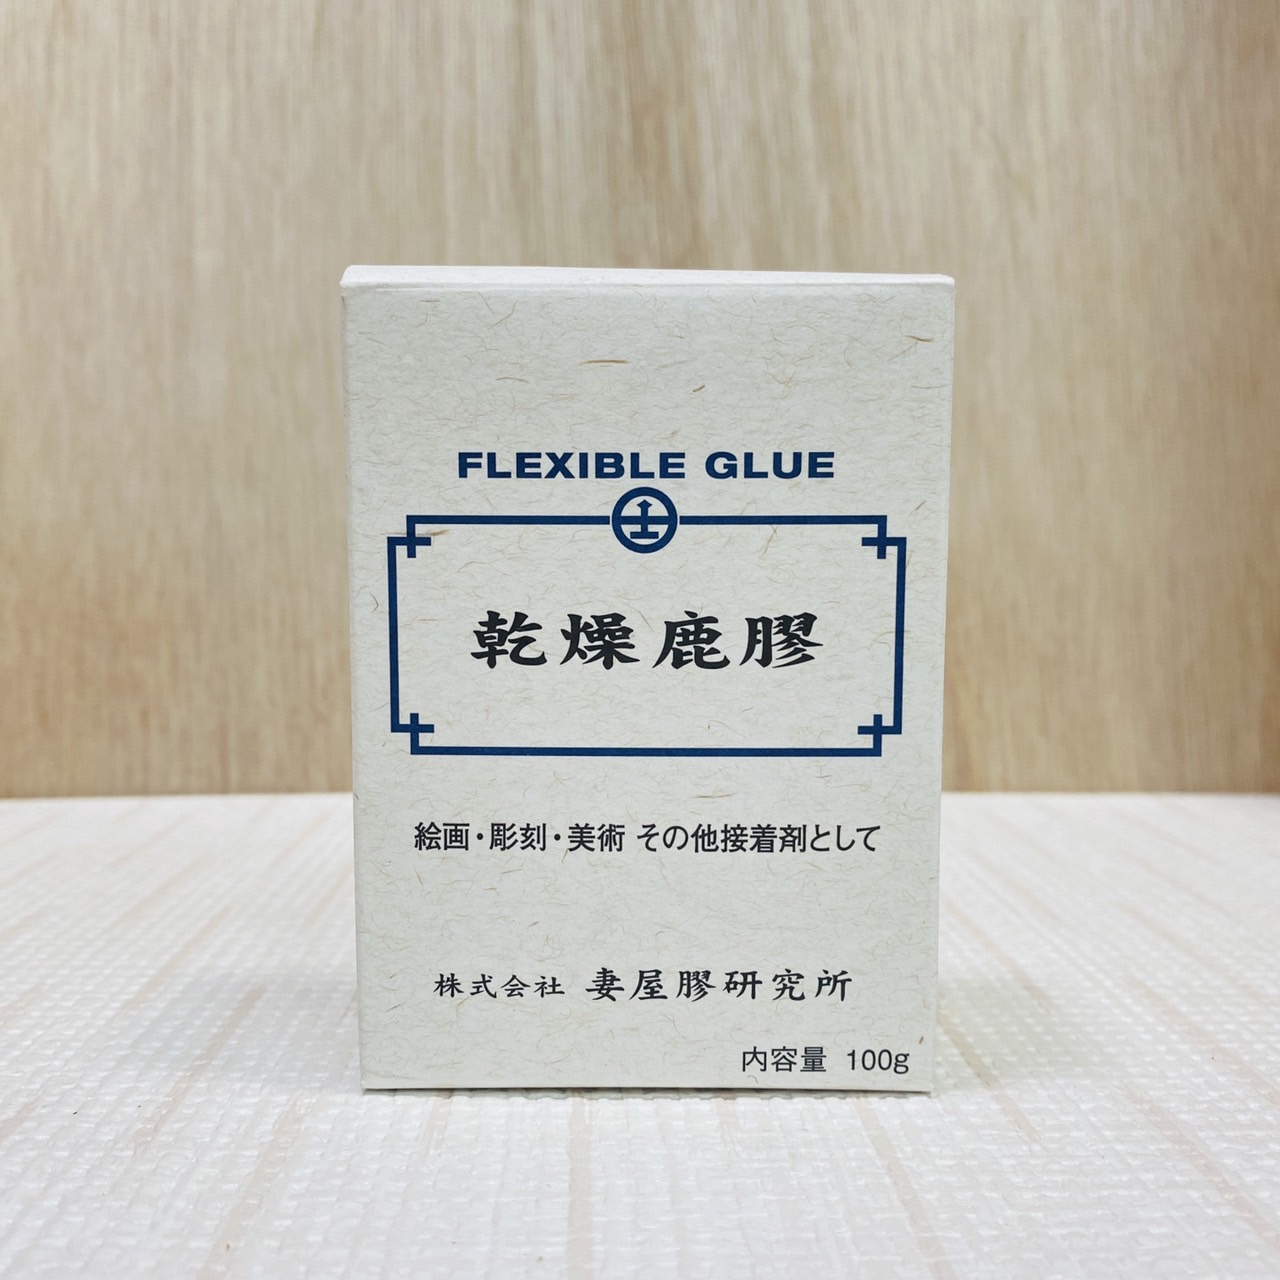 FLEXIBLE GLUE
乾燥鹿膠
絵画・彫刻・美術 その他接着剤として
株式会社 妻屋膠研究所
内容量 100g